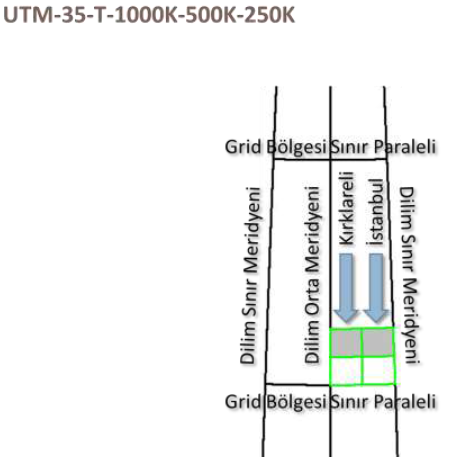 UTM-35-T-1000K-500K-250K
Grid Bölgesi Sınır Paraleli
Dilim Sınır Meridyeni
Dilim Orta Meridyeni
Kırklareli
İstanbul
Dilim Sınır Meridyeni
Grid Bölgesi Sınır Paraleli